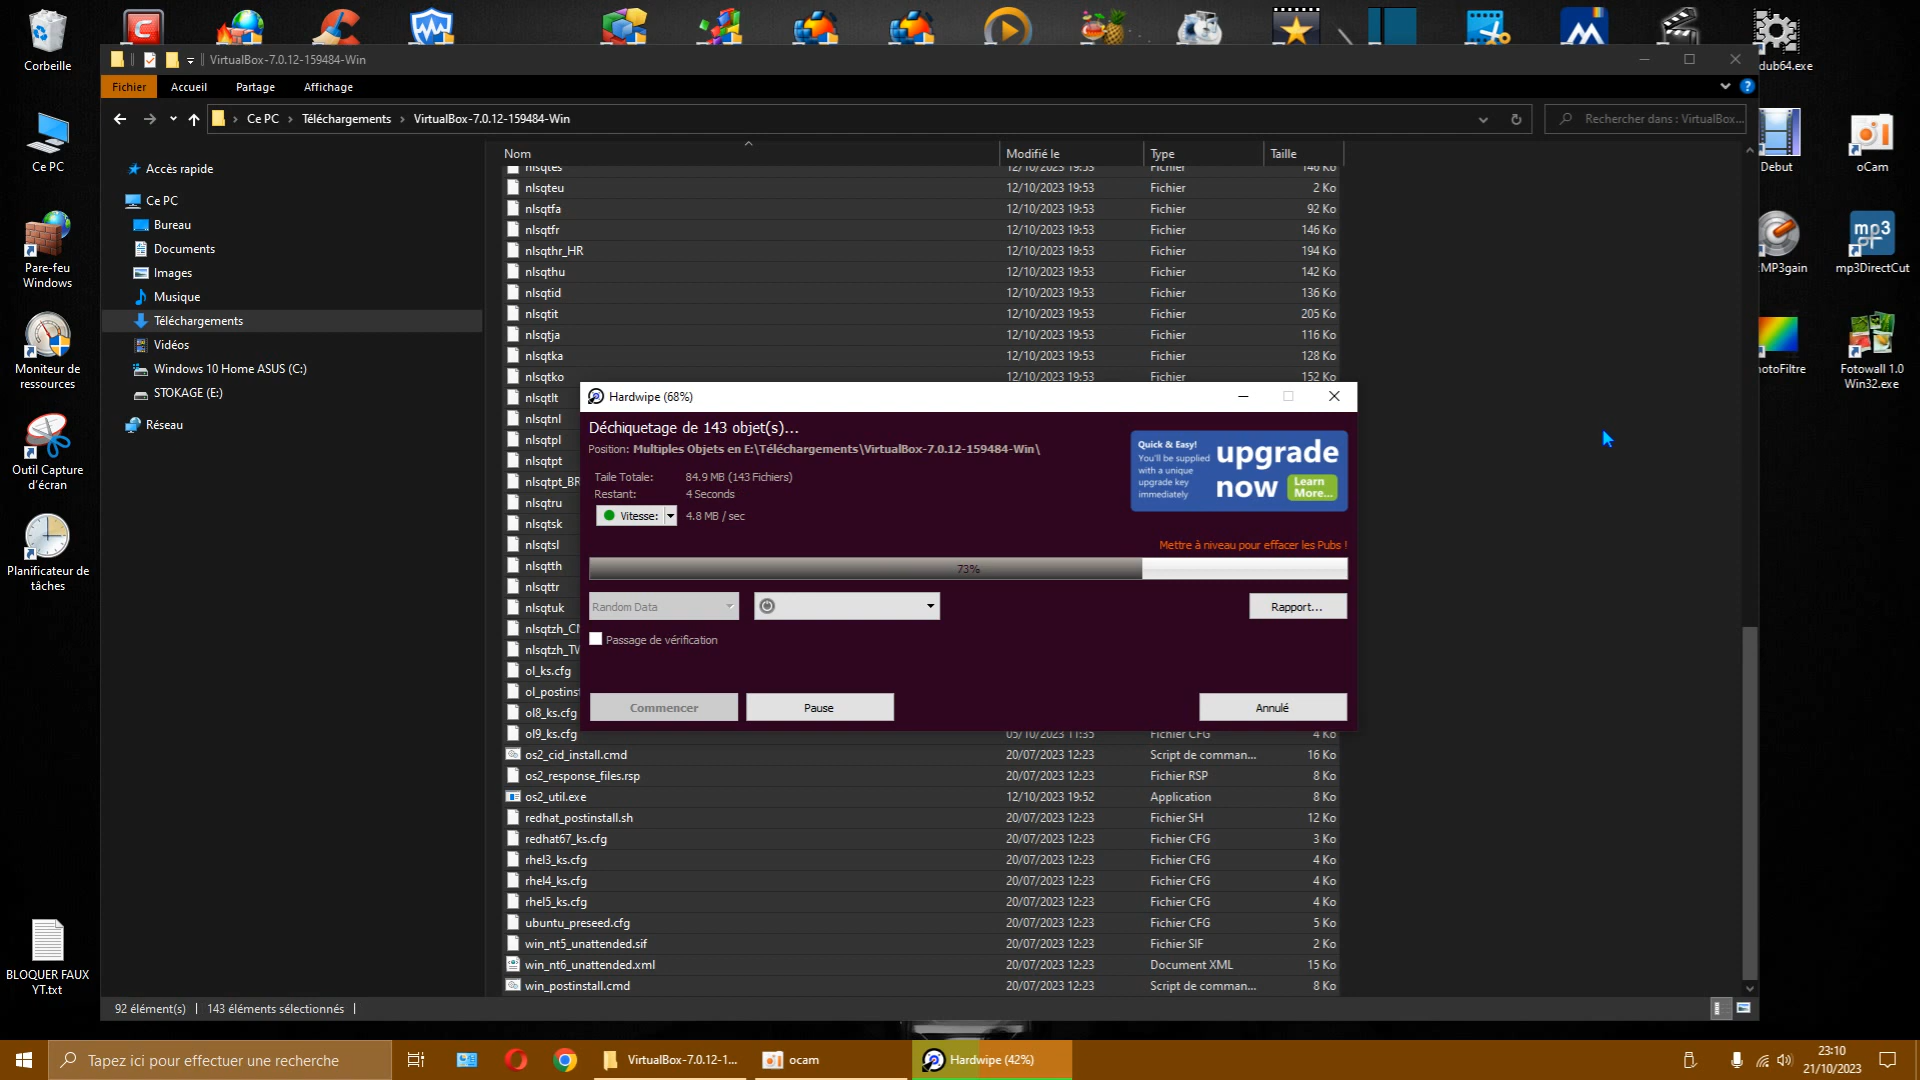 Corbeille
Ce PC
Pare-feu
Windows
Moniteur de
ressources
Outil Capture
d'écran
Planificateur de
tâches
BLOQUER FAUX
YT.txt
dub64.exe
Debut
oCam
MP3gain
mp3DirectCut
mp3
otoFiltre
Fotowall 1.0
Win32.exe
VirtualBox-7.0.12-159484-Win
Fichier
Accueil
Partage
Affichage
Ce PC > Téléchargements > VirtualBox-7.0.12-159484-Win
Rechercher dans : VirtualBox...
Accès rapide
Ce PC
Bureau
Documents
Images
Musique
Téléchargements
Vidéos
Windows 10 Home ASUS (C:)
STOKAGE (E:)
Réseau
Nom Modifié le Type Taille
nlsqtes 12/10/2023 19:53 Fichier 146 Ko
nlsqteu 12/10/2023 19:53 Fichier 2 Ko
nlsqtfa 12/10/2023 19:53 Fichier 92 Ko
nlsqtfr 12/10/2023 19:53 Fichier 146 Ko
nlsqthr_HR 12/10/2023 19:53 Fichier 194 Ko
nlsqthu 12/10/2023 19:53 Fichier 142 Ko
nlsqtid 12/10/2023 19:53 Fichier 136 Ko
nlsqtit 12/10/2023 19:53 Fichier 205 Ko
nlsqtja 12/10/2023 19:53 Fichier 116 Ko
nlsqtka 12/10/2023 19:53 Fichier 128 Ko
nlsqtko 12/10/2023 19:53 Fichier 152 Ko
nlsqtlt
nlsqtnl
nlsqtpl
nlsqtpt
nlsqtpt_BR
nlsqtru
nlsqtsk
nlsqtsl
nlsqtth
nlsqttr
nlsqtuk
nlsqtzh_CN
nlsqtzh_TW
ol_ks.cfg
ol_postinst
ol8_ks.cfg
ol9_ks.cfg 05/10/2023 11:35 Fichier CFG 4 Ko
os2_cid_install.cmd 20/07/2023 12:23 Script de comman... 16 Ko
os2_response_files.rsp 20/07/2023 12:23 Fichier RSP 8 Ko
os2_util.exe 12/10/2023 19:52 Application 8 Ko
redhat_postinstall.sh 20/07/2023 12:23 Fichier SH 12 Ko
redhat67_ks.cfg 20/07/2023 12:23 Fichier CFG 3 Ko
rhel3_ks.cfg 20/07/2023 12:23 Fichier CFG 4 Ko
rhel4_ks.cfg 20/07/2023 12:23 Fichier CFG 4 Ko
rhel5_ks.cfg 20/07/2023 12:23 Fichier CFG 4 Ko
ubuntu_preseed.cfg 20/07/2023 12:23 Fichier CFG 5 Ko
win_nt5_unattended.sif 20/07/2023 12:23 Fichier SIF 2 Ko
win_nt6_unattended.xml 20/07/2023 12:23 Document XML 15 Ko
win_postinstall.cmd 20/07/2023 12:23 Script de comman... 8 Ko
Hardwipe (68%)
Déchiquetage de 143 objet(s)...
Position: Multiples Objets en E:\Téléchargements\VirtualBox-7.0.12-159484-Win\
Taile Totale: 84.9 MB (143 Fichiers)
Restant: 4 Seconds
Vitesse: 4.8 MB / sec
Quick & Easy!
You'll be supplied
with a unique
upgrade key
immediately
upgrade
now
Learn
More...
Mettre à niveau pour effacer les Pubs !
73%
Random Data
Rapport...
Passage de vérification
Commencer
Pause
Annulé
92 élément(s)
143 éléments sélectionnés
Tapez ici pour effectuer une recherche
VirtualBox-7.0.12-1...
ocam
Hardwipe (42%)
23:10
21/10/2023